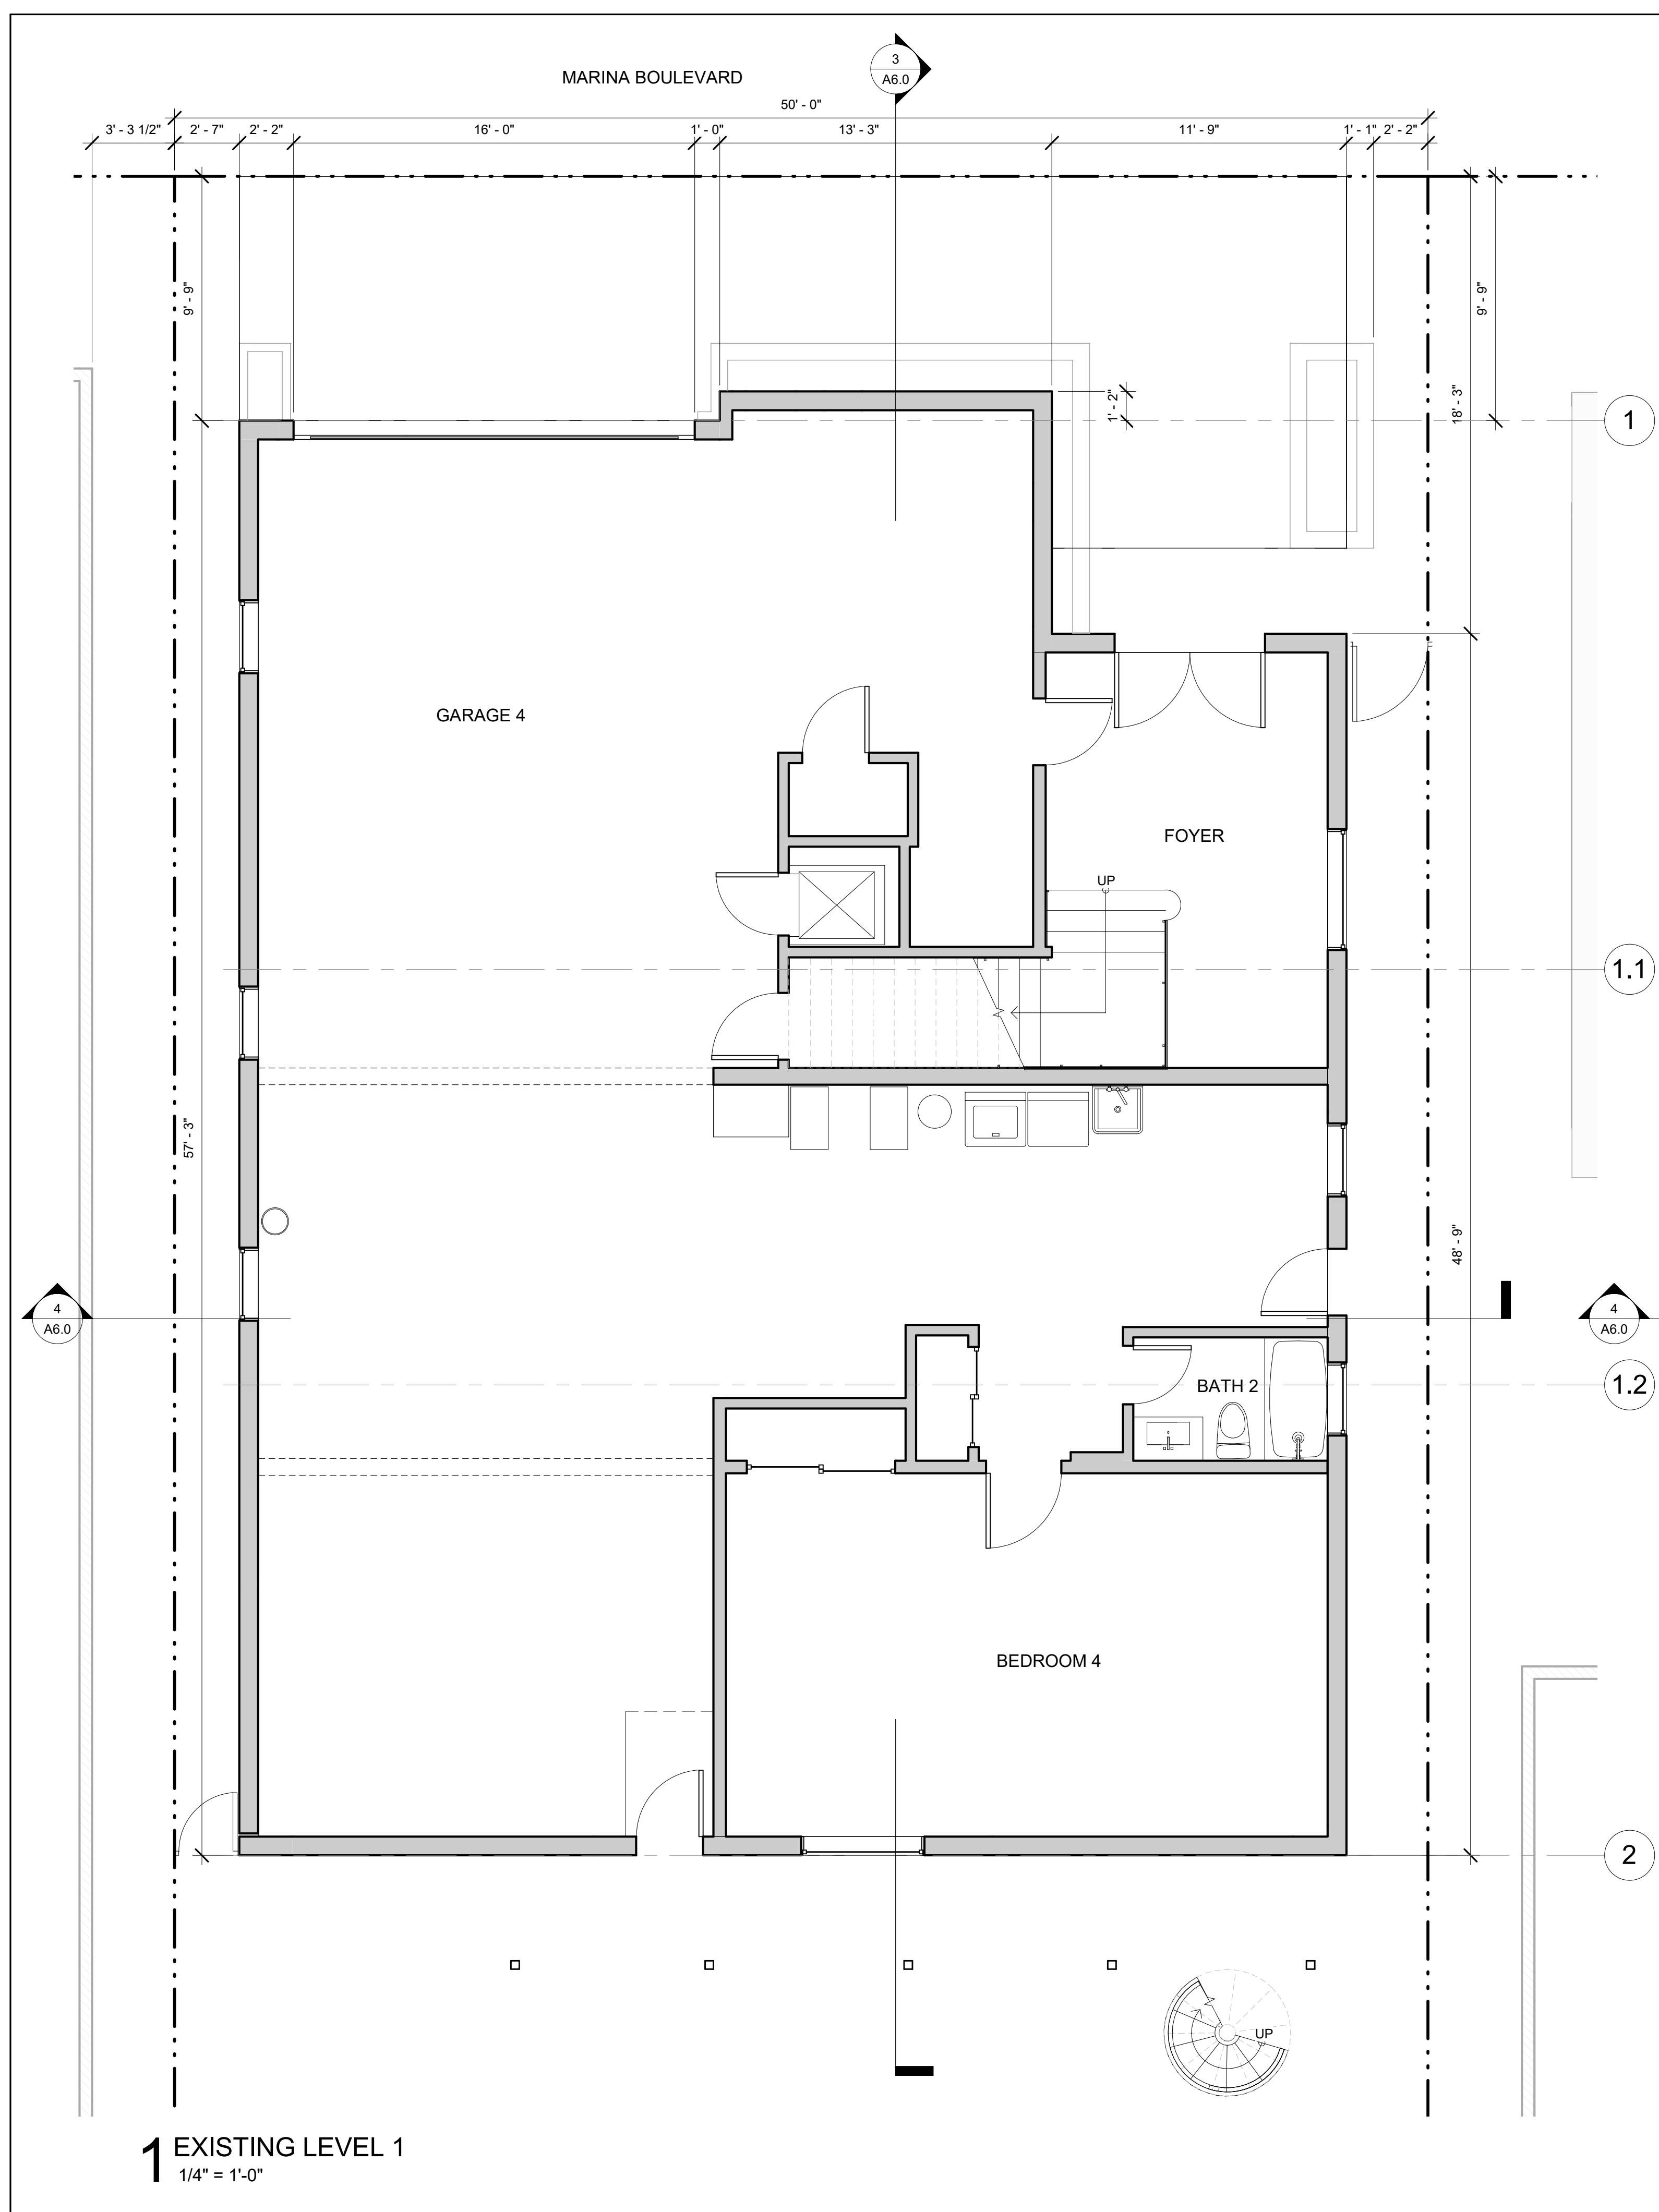 3
A6.0
MARINA BOULEVARD
50' - 0"
3' - 3 1/2"
2' - 7"
2' - 2"
16' - 0"
1' - 0"
13' - 3"
11' - 9"
1' - 1"
2' - 2"
9' - 9"
9' - 9"
1' - 2"
18' - 3"
1
GARAGE 4
FOYER
UP
1.1
57' - 3"
48' - 9"
4
A6.0
4
A6.0
BATH 2
1.2
BEDROOM 4
2
UP
1 EXISTING LEVEL 1
1/4" = 1'-0"